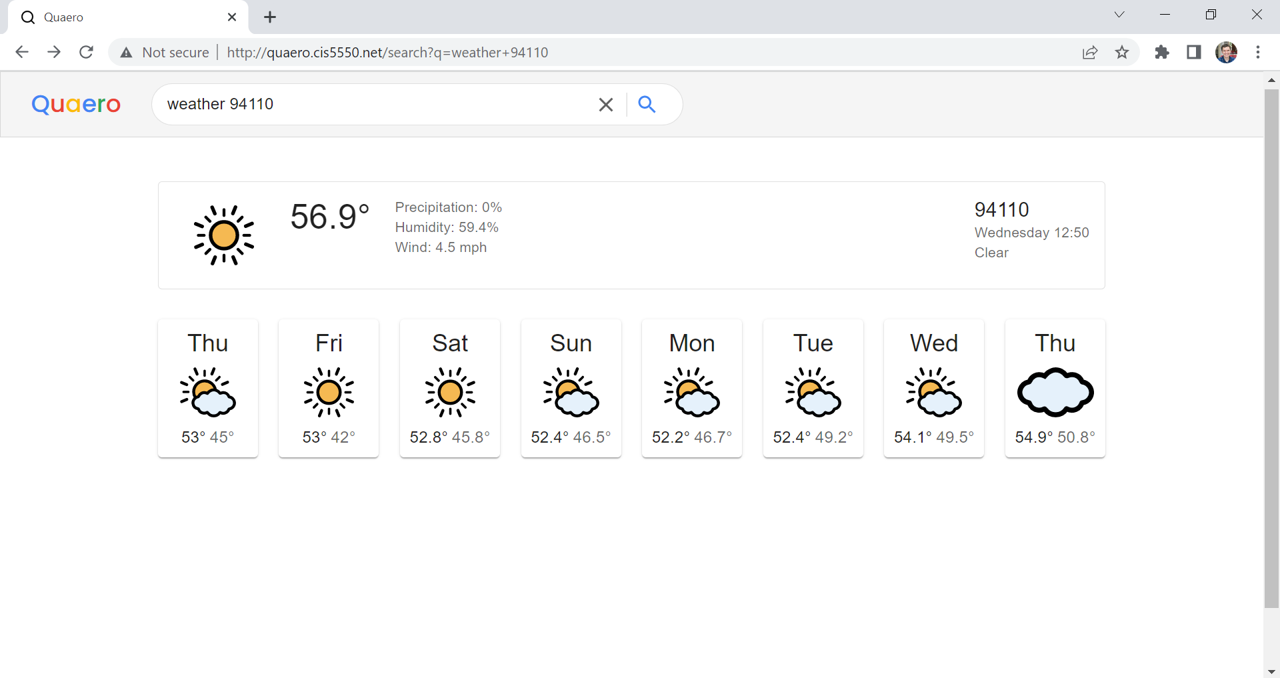 Quaero
Not secure | http://quaero.cis5550.net/search?q=weather+94110
Quaero
weather 94110
56.9°
Precipitation: 0%
Humidity: 59.4%
Wind: 4.5 mph
94110
Wednesday 12:50
Clear
Thu
53° 45°
Fri
53° 42°
Sat
52.8° 45.8°
Sun
52.4° 46.5°
Mon
52.2° 46.7°
Tue
52.4° 49.2°
Wed
54.1° 49.5°
Thu
54.9° 50.8°